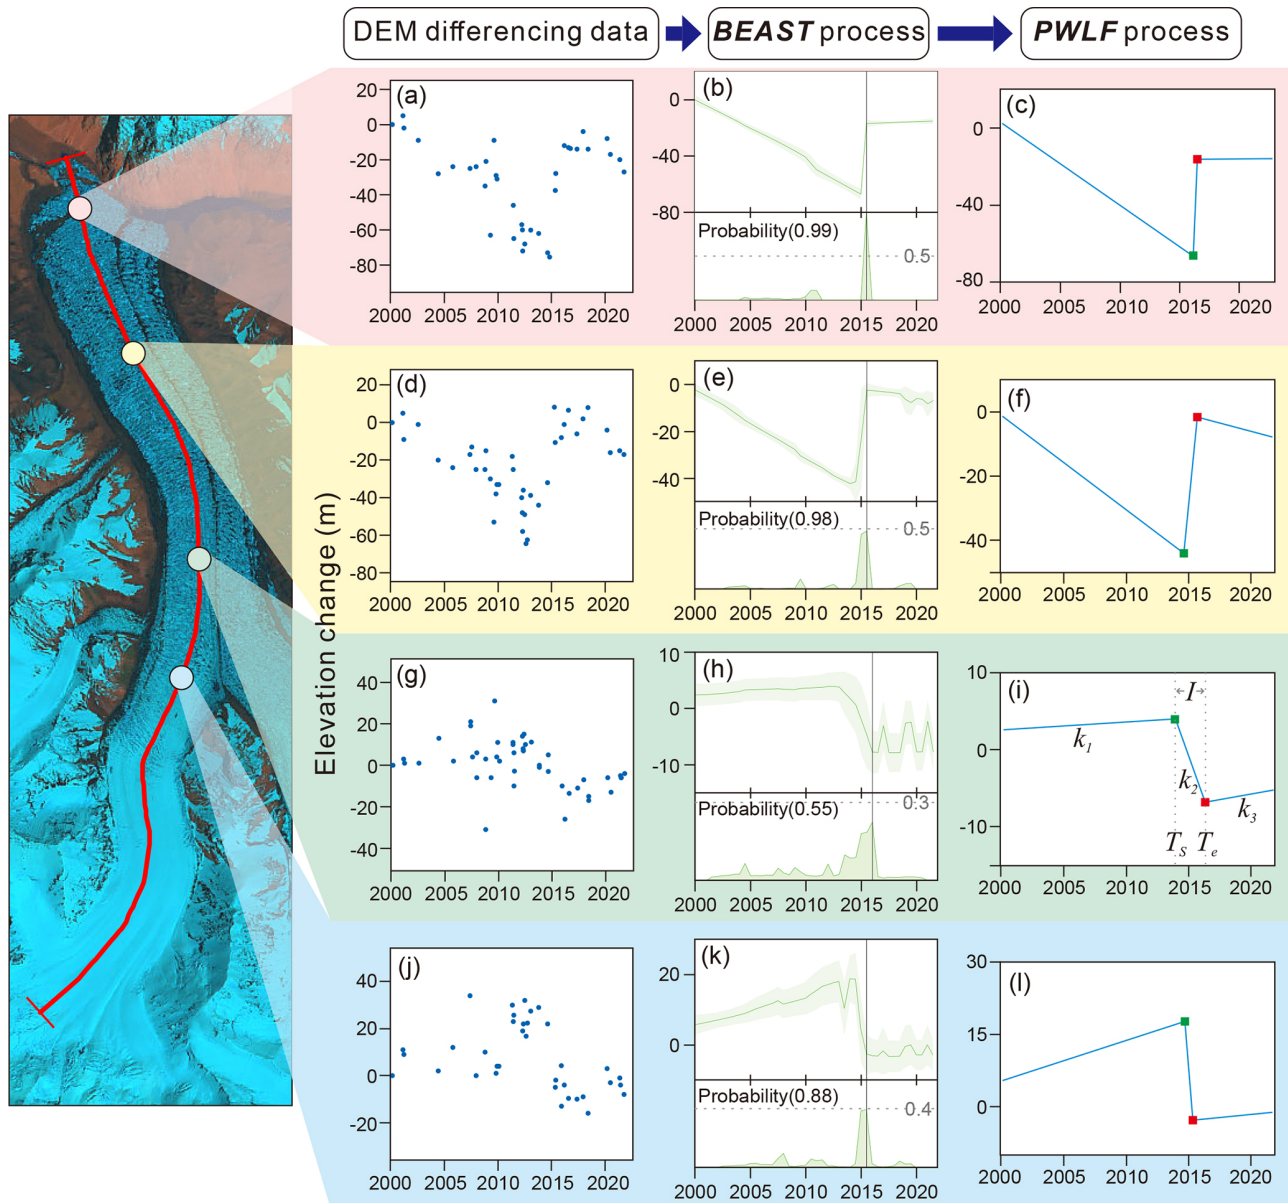 DEM differencing data
BEAST process
PWLF process
Elevation change (m)
(a)
20
0
-20
-40
-60
-80
2000 2005 2010 2015 2020
(b)
0
-40
-80
Probability(0.99)
0.5
2000 2005 2010 2015 2020
(c)
0
-40
-80
2000 2005 2010 2015 2020
(d)
20
0
-20
-40
-60
-80
2000 2005 2010 2015 2020
(e)
0
-20
-40
Probability(0.98)
0.5
2000 2005 2010 2015 2020
(f)
0
-20
-40
2000 2005 2010 2015 2020
(g)
40
20
0
-20
-40
2000 2005 2010 2015 2020
(h)
10
0
-10
Probability(0.55)
0.3
2000 2005 2010 2015 2020
(i)
10
0
-10
I
k1
k2
k3
Ts Te
2000 2005 2010 2015 2020
(j)
40
20
0
-20
2000 2005 2010 2015 2020
(k)
20
0
Probability(0.88)
0.4
2000 2005 2010 2015 2020
(l)
30
15
0
2000 2005 2010 2015 2020